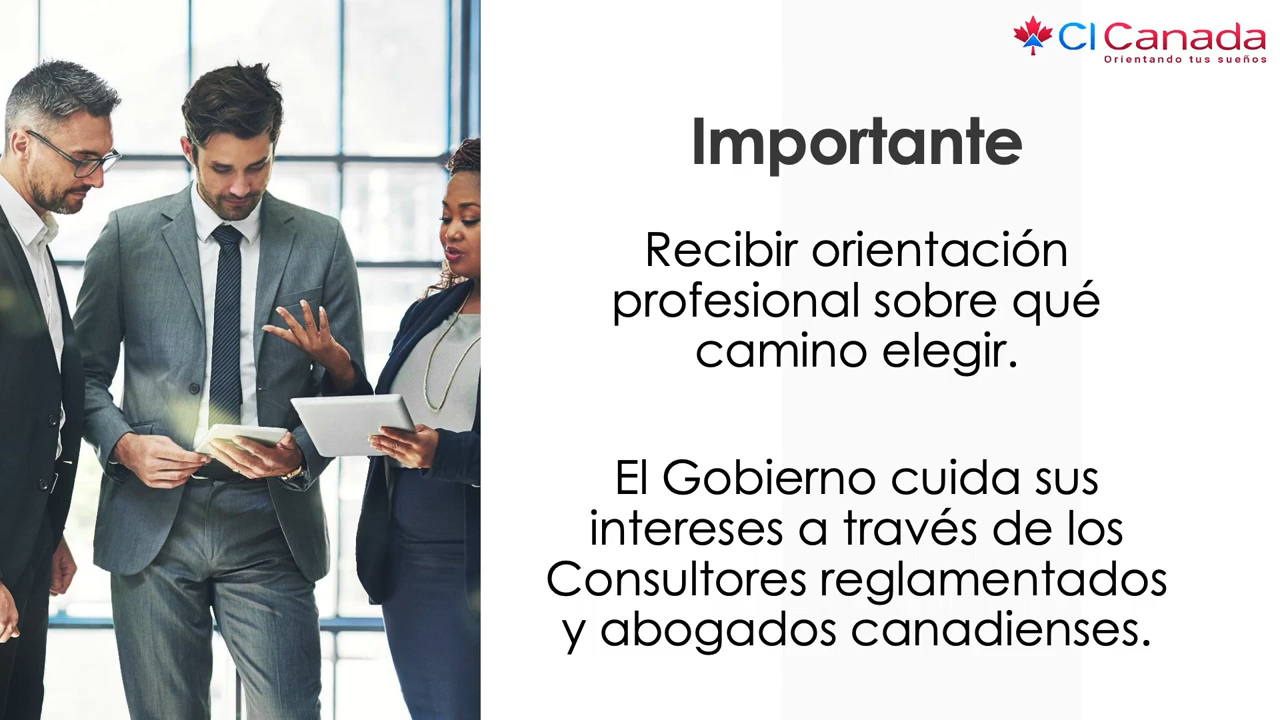 CI Canada
Orientando tus sueños
Importante
Recibir orientación
profesional sobre qué
camino elegir.
El Gobierno cuida sus
intereses a través de los
Consultores reglamentados
y abogados canadienses.